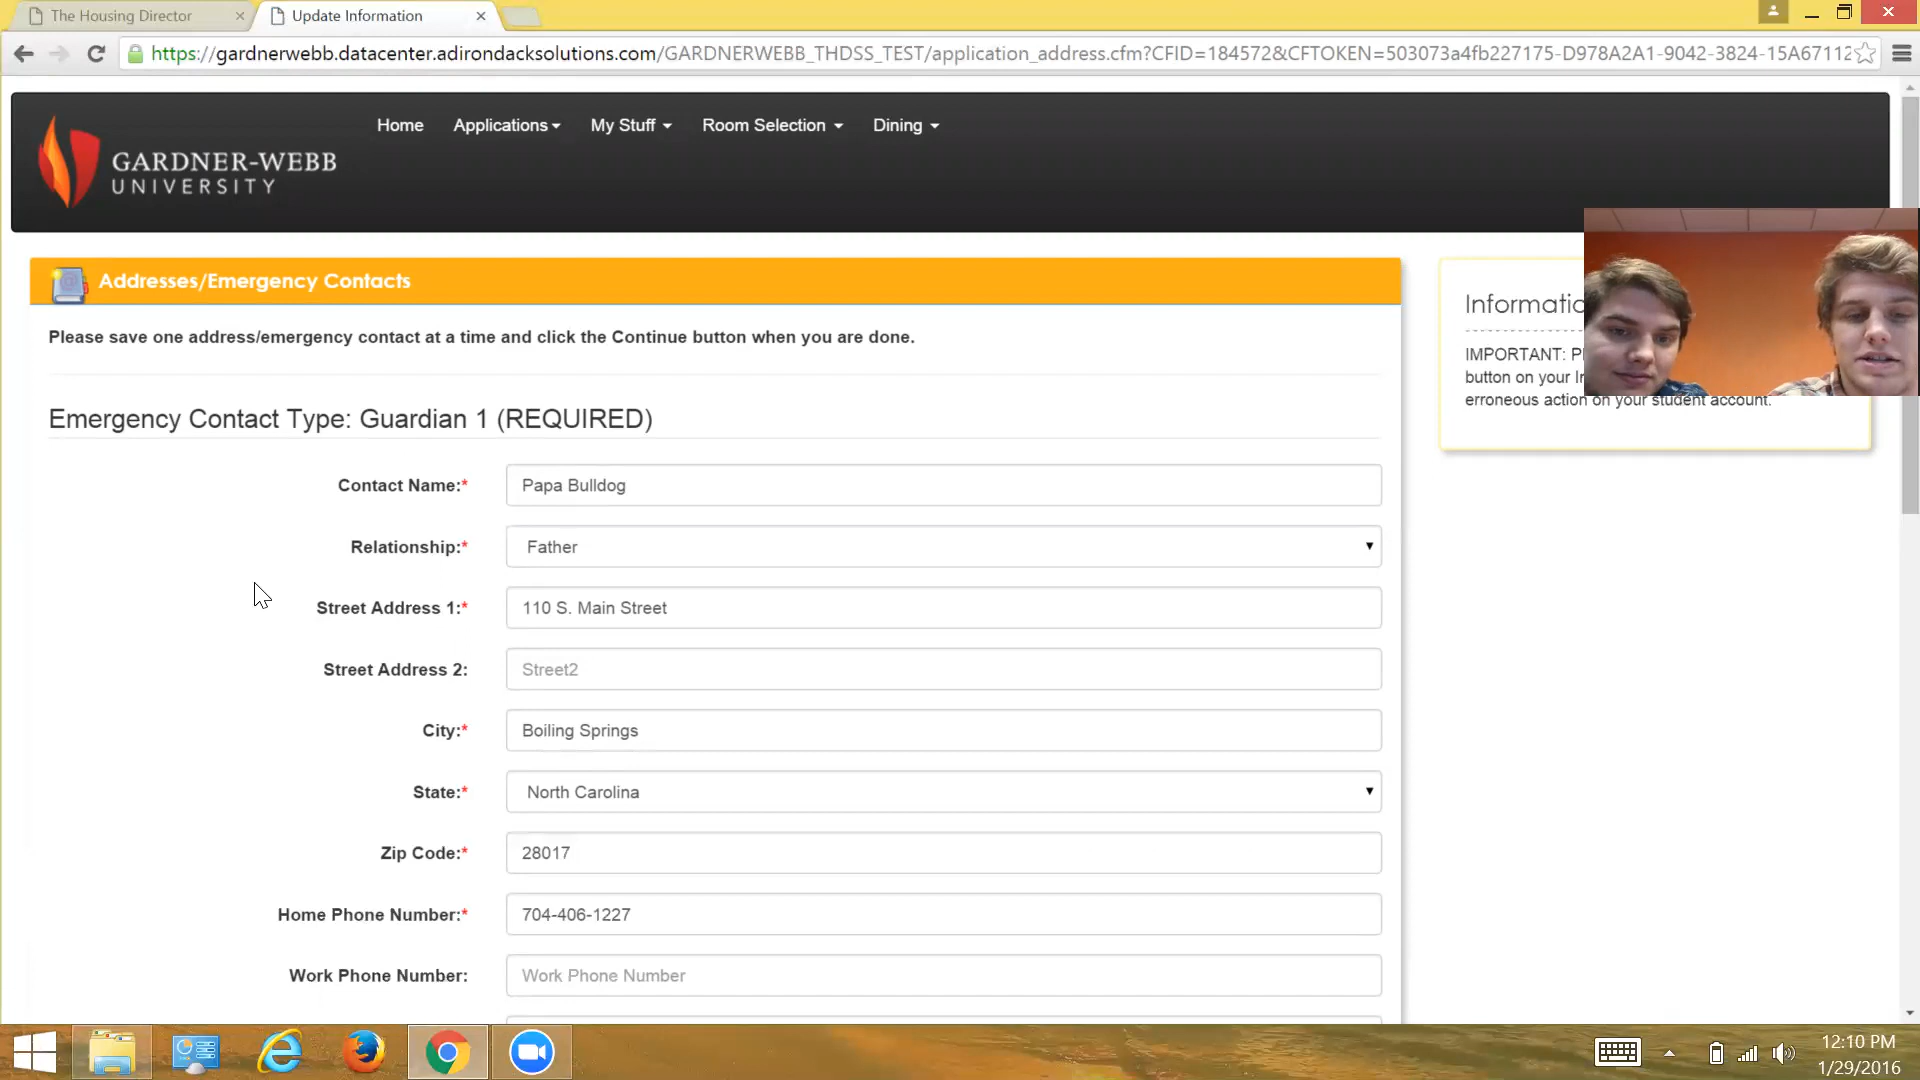 The Housing Director
Update Information
https://gardnerwebb.datacenter.adirondacksolutions.com/GARDNERWEBB_THDSS_TEST/application_address.cfm?CFID=184572&CFTOKEN=503073a4fb227175-D978A2A1-9042-3824-15A67112
GARDNER-WEBB
UNIVERSITY
Home Applications My Stuff Room Selection Dining
Addresses/Emergency Contacts
Please save one address/emergency contact at a time and click the Continue button when you are done.
Emergency Contact Type: Guardian 1 (REQUIRED)
Contact Name:* Papa Bulldog
Relationship:* Father
Street Address 1:* 110 S. Main Street
Street Address 2: Street2
City:* Boiling Springs
State:* North Carolina
Zip Code:* 28017
Home Phone Number:* 704-406-1227
Work Phone Number: Work Phone Number
IMPORTANT:
button on your
erroneous action on your student account.
12:10 PM
1/29/2016